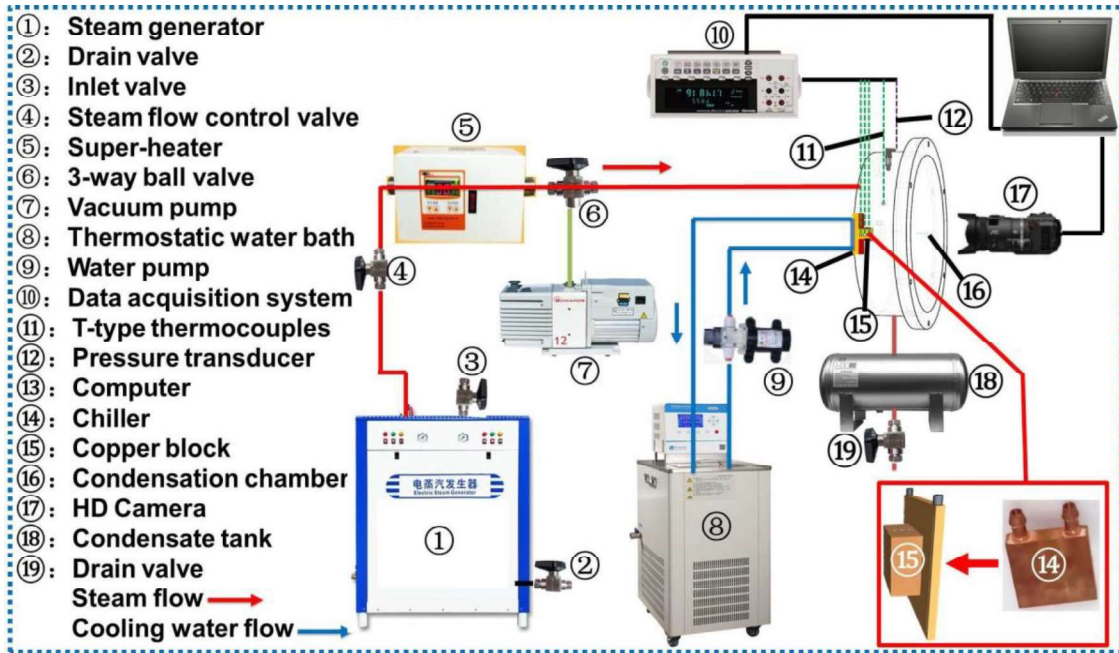 ①: Steam generator
②: Drain valve
③: Inlet valve
④: Steam flow control valve
⑤: Super-heater
⑥: 3-way ball valve
⑦: Vacuum pump
⑧: Thermostatic water bath
⑨: Water pump
⑩: Data acquisition system
⑪: T-type thermocouples
⑫: Pressure transducer
⑬: Computer
⑭: Chiller
⑮: Copper block
⑯: Condensation chamber
⑰: HD Camera
⑱: Condensate tank
⑲: Drain valve
Steam flow
Cooling water flow
⑩
⑤
⑫
⑪
⑰
⑥
④
⑭
⑯
⑮
12
③
⑦
⑨
⑱
⑲
电蒸汽发生器
Electric Steam Generator
①
⑧
②
⑮
⑭